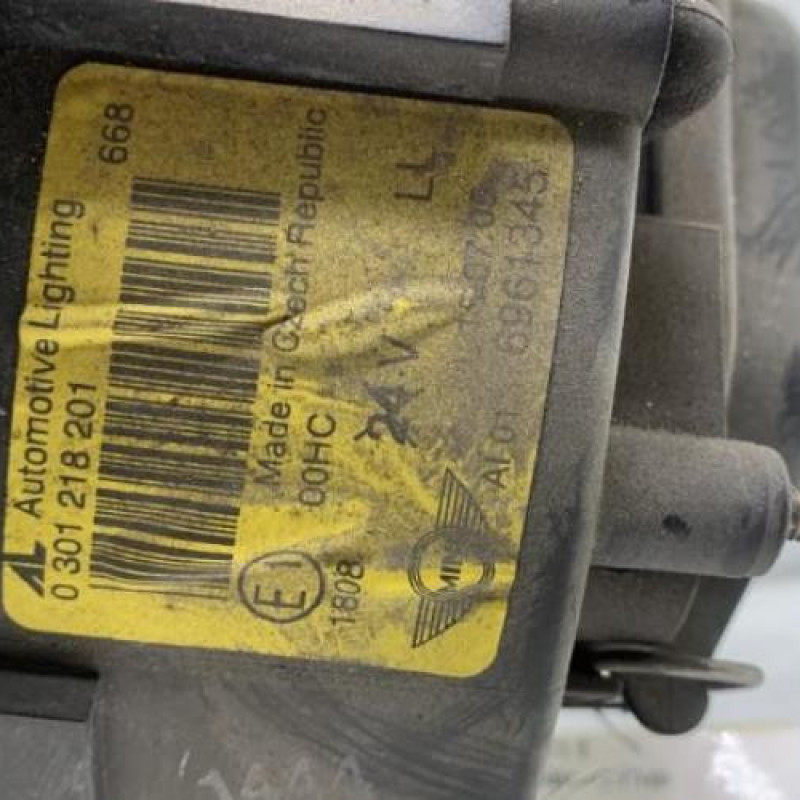 AL Automotive Lighting 668
0 301 218 201
Made in Czech Republic
00HC
E1 24 V LL
1808
MINI
AL 01 6961345